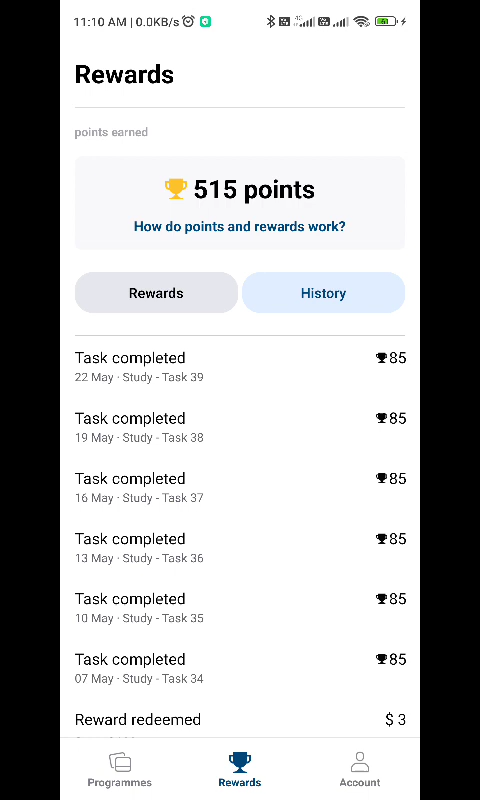 11:10 AM | 0.0KB/s
Rewards
points earned
515 points
How do points and rewards work?
Rewards
History
Task completed
85
22 May · Study - Task 39
Task completed
85
19 May · Study - Task 38
Task completed
85
16 May · Study - Task 37
Task completed
85
13 May · Study - Task 36
Task completed
85
10 May · Study - Task 35
Task completed
85
07 May · Study - Task 34
Reward redeemed
$ 3
Programmes
Rewards
Account